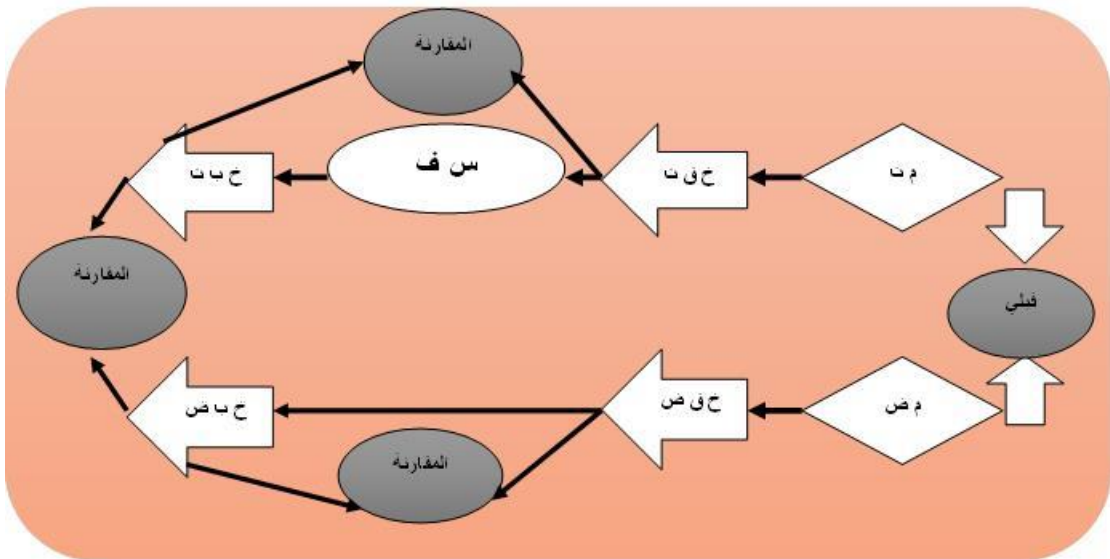 المقارنة
م ت
خ ق ت
س ف
خ ب ت
قبلي
المقارنة
م ض
خ ق ض
خ ب ض
المقارنة